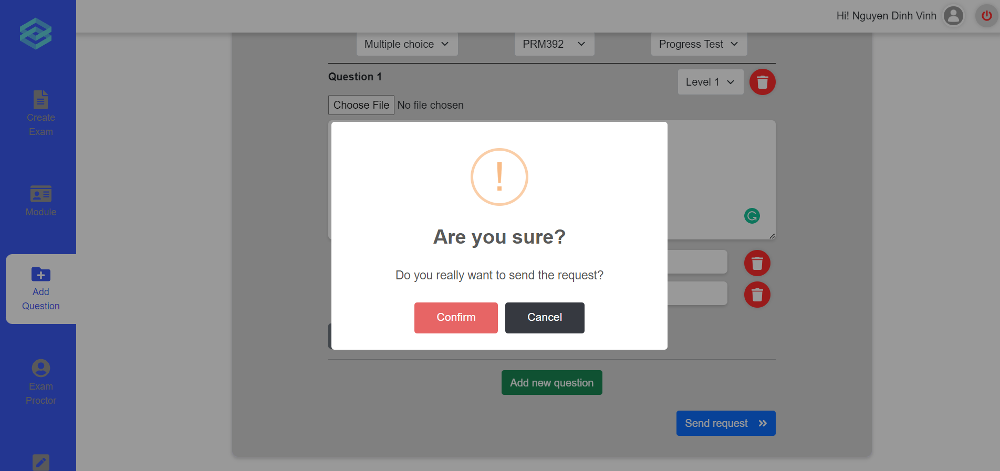 Hi! Nguyen Dinh Vinh
Multiple choice
PRM392
Progress Test
Question 1
Level 1
Choose File No file chosen
Create
Exam
Module
Add
Question
Exam
Proctor
!
Are you sure?
Do you really want to send the request?
Confirm
Cancel
Add new question
Send request